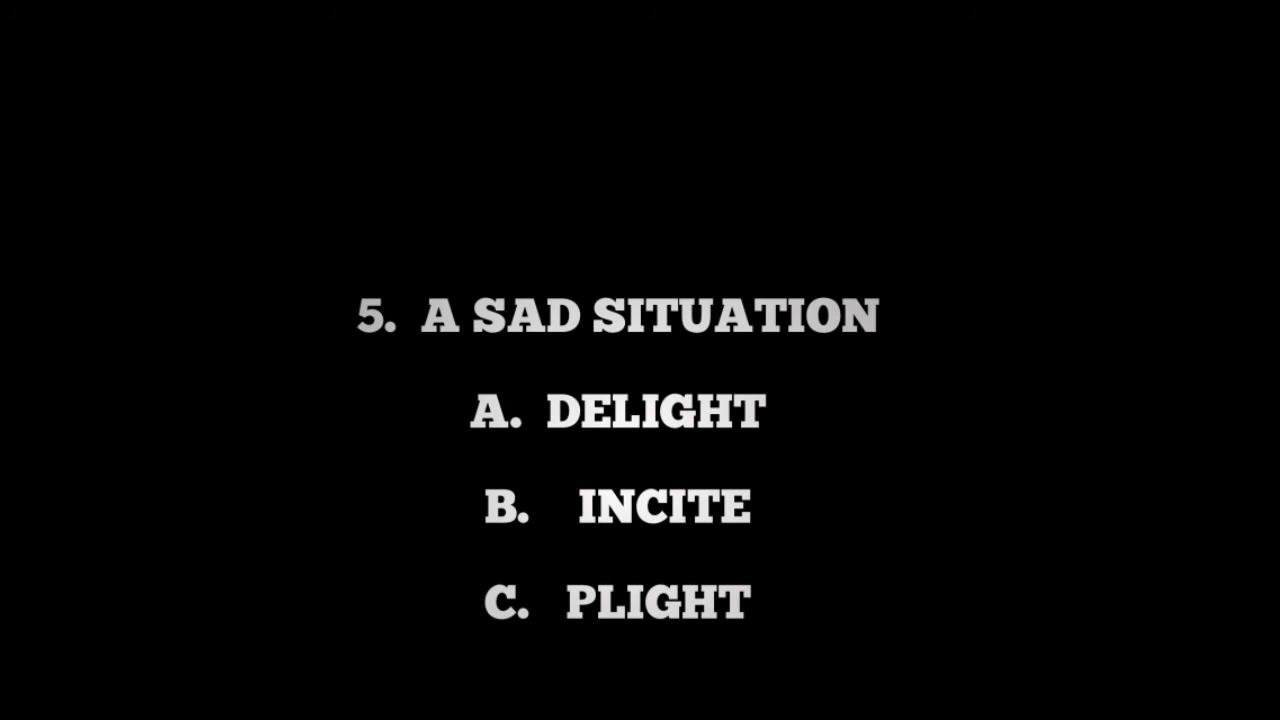 5. A SAD SITUATION
A. DELIGHT
B. INCITE
C. PLIGHT